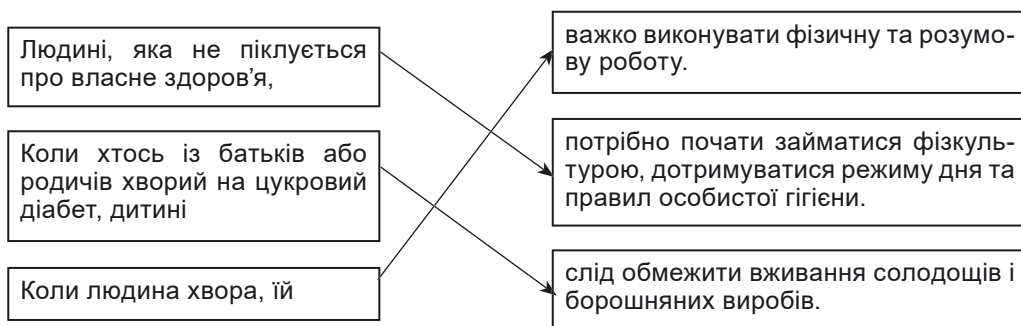 Людині, яка не піклується
про власне здоров’я,
Коли хтось із батьків або
родичів хворий на цукровий
діабет, дитині
Коли людина хвора, їй
важко виконувати фізичну та розумо-
ву роботу.
потрібно почати займатися фізкуль-
турою, дотримуватися режиму дня та
правил особистої гігієни.
слід обмежити вживання солодощів і
борошняних виробів.